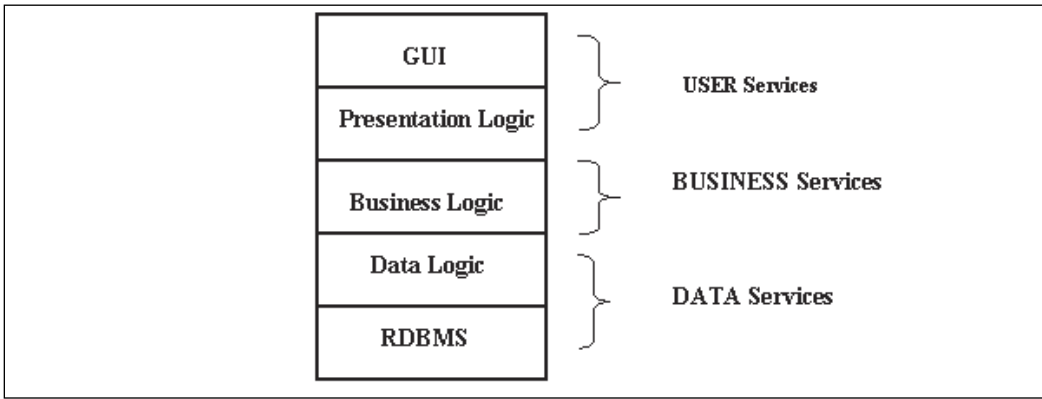 GUI
USER Services
Presentation Logic
BUSINESS Services
Business Logic
Data Logic
DATA Services
RDBMS